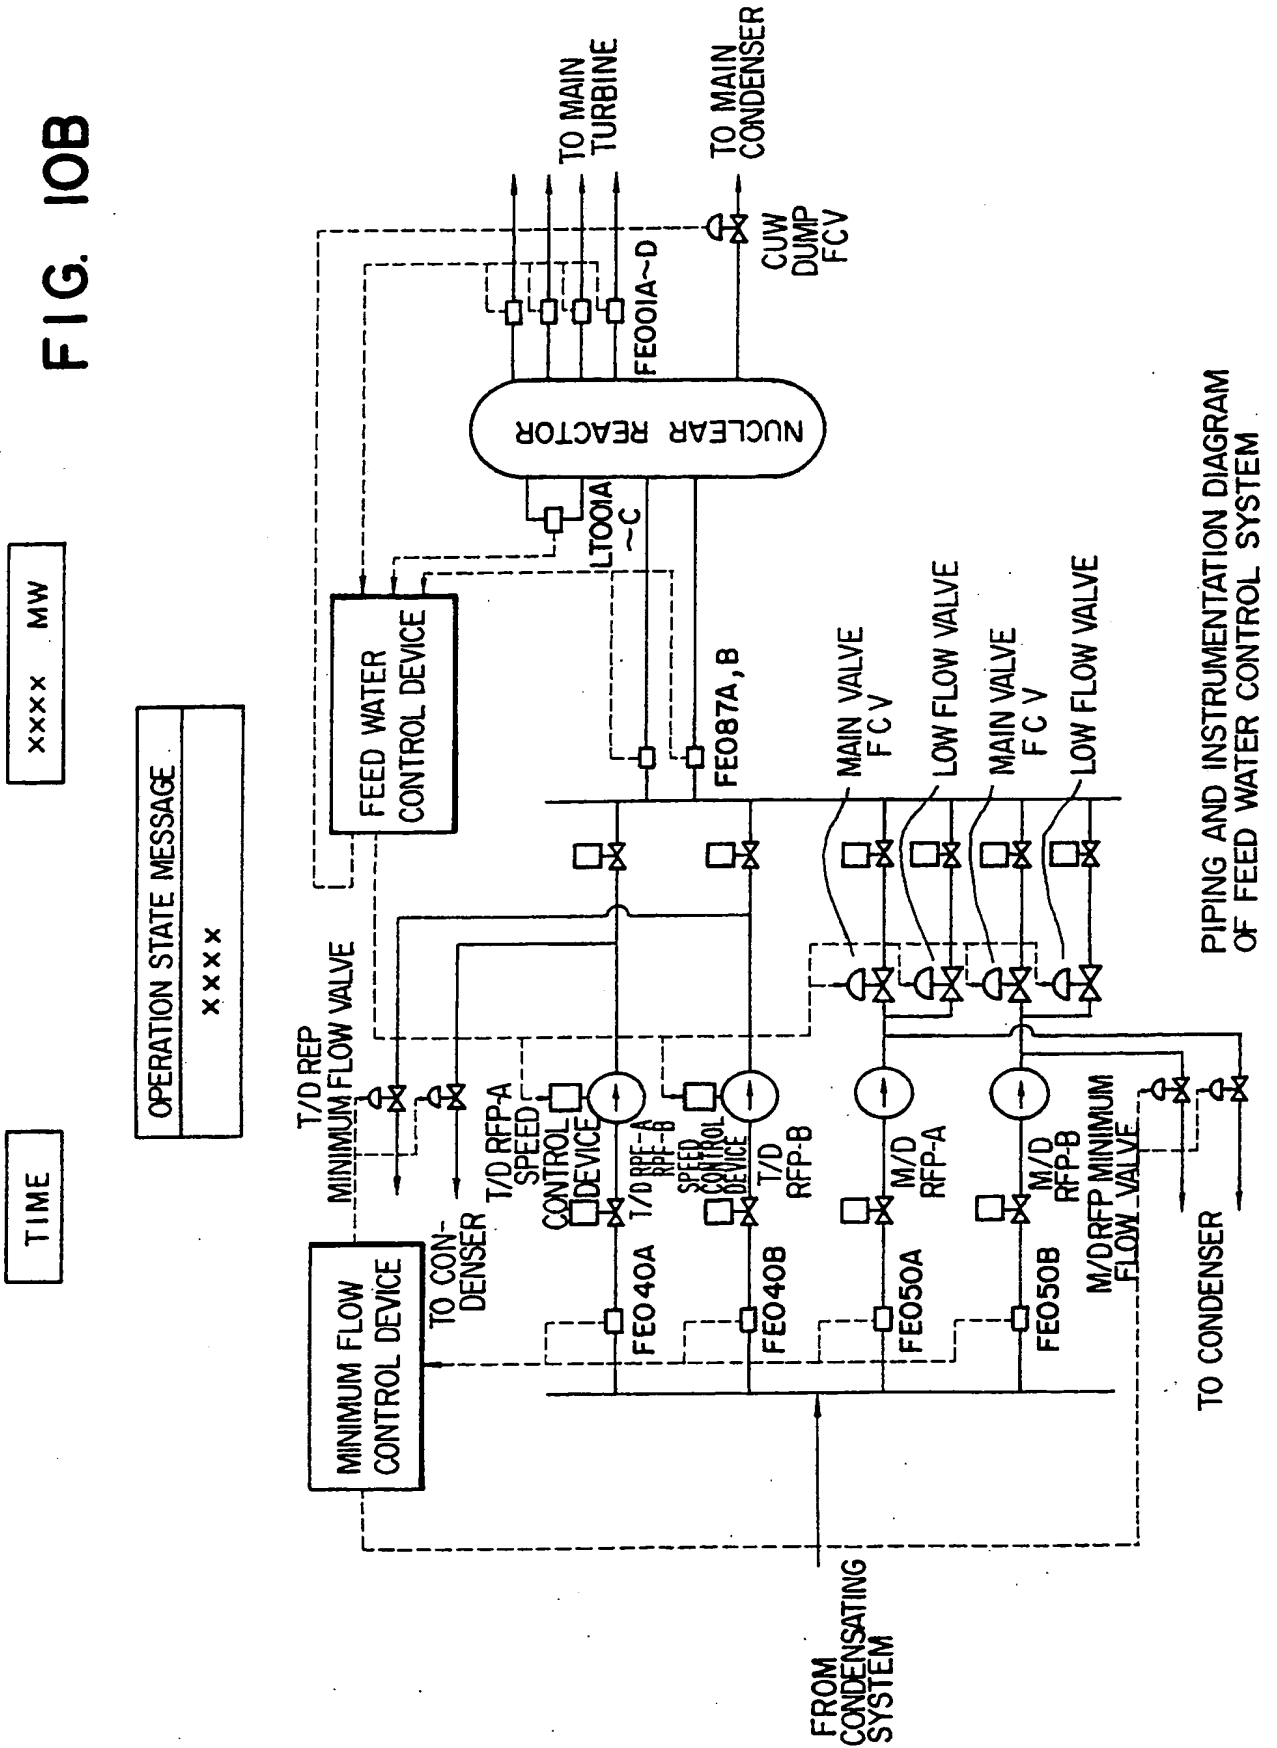 FIG. 10B
TIME
xxxx MW
OPERATION STATE MESSAGE
xxxx
MINIMUM FLOW
CONTROL DEVICE
T/D REP
MINIMUM FLOW VALVE
FEED WATER
CONTROL DEVICE
TO CON-
DENSER
T/D RFP-A
SPEED
CONTROL
DEVICE
T/D RPE-A
RPE-B
SPEED
CONTROL
DEVICE
T/D
RFP-B
M/D
RFP-A
M/D
RFP-B
M/D RFP MINIMUM
FLOW VALVE
FE040A
FE040B
FE050A
FE050B
TO CONDENSER
FROM
CONDENSATING
SYSTEM
LT001A
~C
FE087A,B
MAIN VALVE
FCV
LOW FLOW VALVE
MAIN VALVE
FCV
LOW FLOW VALVE
NUCLEAR REACTOR
FE001A~D
TO MAIN
TURBINE
TO MAIN
CONDENSER
CUW
DUMP
FCV
PIPING AND INSTRUMENTATION DIAGRAM
OF FEED WATER CONTROL SYSTEM